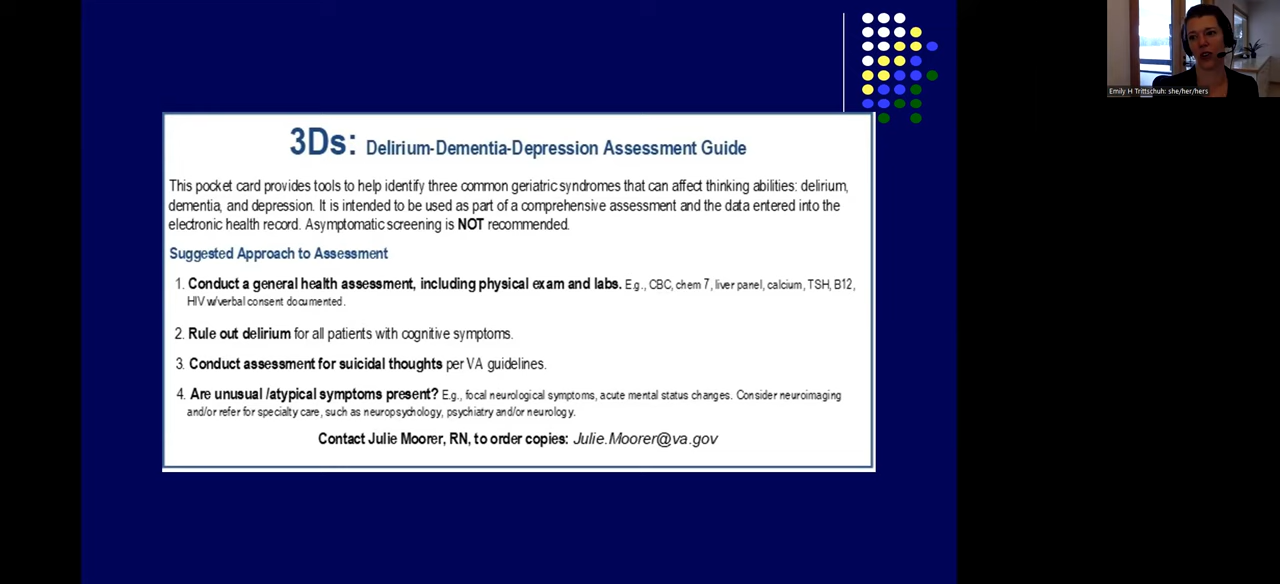 Emily H Trittschuh: she/her/hers
3Ds: Delirium-Dementia-Depression Assessment Guide
This pocket card provides tools to help identify three common geriatric syndromes that can affect thinking abilities: delirium,
dementia, and depression. It is intended to be used as part of a comprehensive assessment and the data entered into the
electronic health record. Asymptomatic screening is NOT recommended.
Suggested Approach to Assessment
1. Conduct a general health assessment, including physical exam and labs. E.g., CBC, chem 7, liver panel, calcium, TSH, B12,
HIV w/verbal consent documented.
2. Rule out delirium for all patients with cognitive symptoms.
3. Conduct assessment for suicidal thoughts per VA guidelines.
4. Are unusual /atypical symptoms present? E.g., focal neurological symptoms, acute mental status changes. Consider neuroimaging
and/or refer for specialty care, such as neuropsychology, psychiatry and/or neurology.
Contact Julie Moorer, RN, to order copies: Julie.Moorer@va.gov